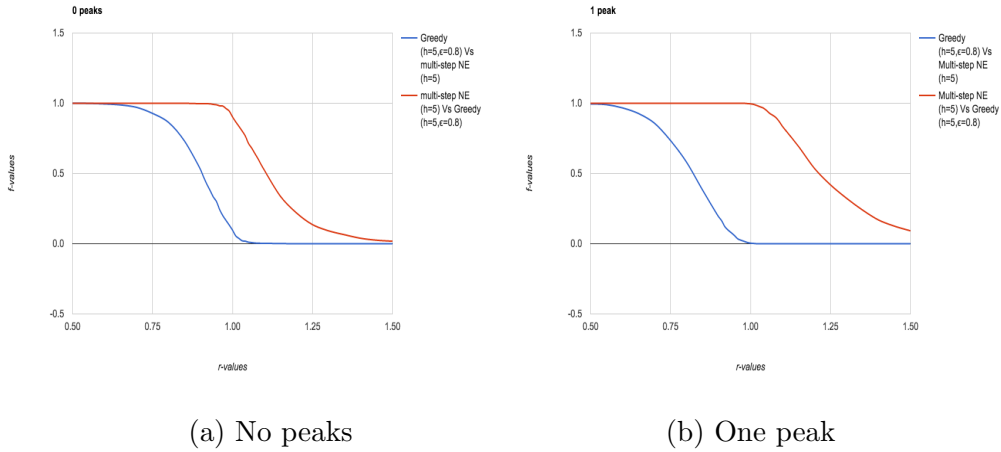 0 peaks
1.5
1.0
0.5
0.0
-0.5
f-values
0.50
0.75
1.00
1.25
1.50
r-values
Greedy
(h=5,ϵ=0.8) Vs
multi-step NE
(h=5)
multi-step NE
(h=5) Vs Greedy
(h=5,ϵ=0.8)
(a) No peaks
1 peak
1.5
1.0
0.5
0.0
-0.5
f-values
0.50
0.75
1.00
1.25
1.50
r-values
Greedy
(h=5,ϵ=0.8) Vs
Multi-step NE
(h=5)
Multi-step NE
(h=5) Vs Greedy
(h=5,ϵ=0.8)
(b) One peak